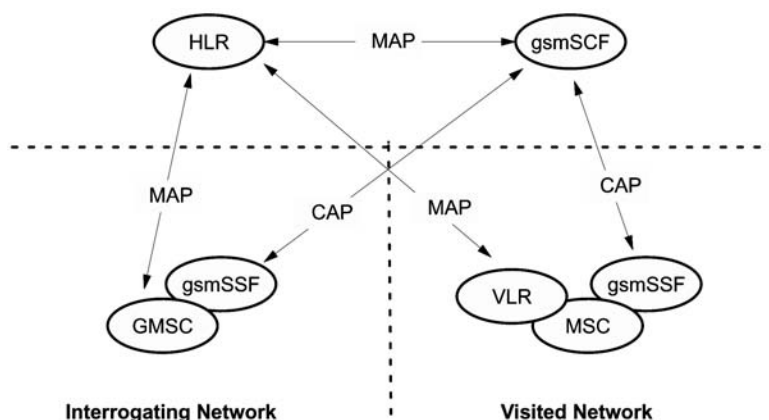 HLR
MAP
gsmSCF
MAP
CAP
MAP
CAP
gsmSSF
GMSC
VLR
MSC
gsmSSF
Interrogating Network
Visited Network